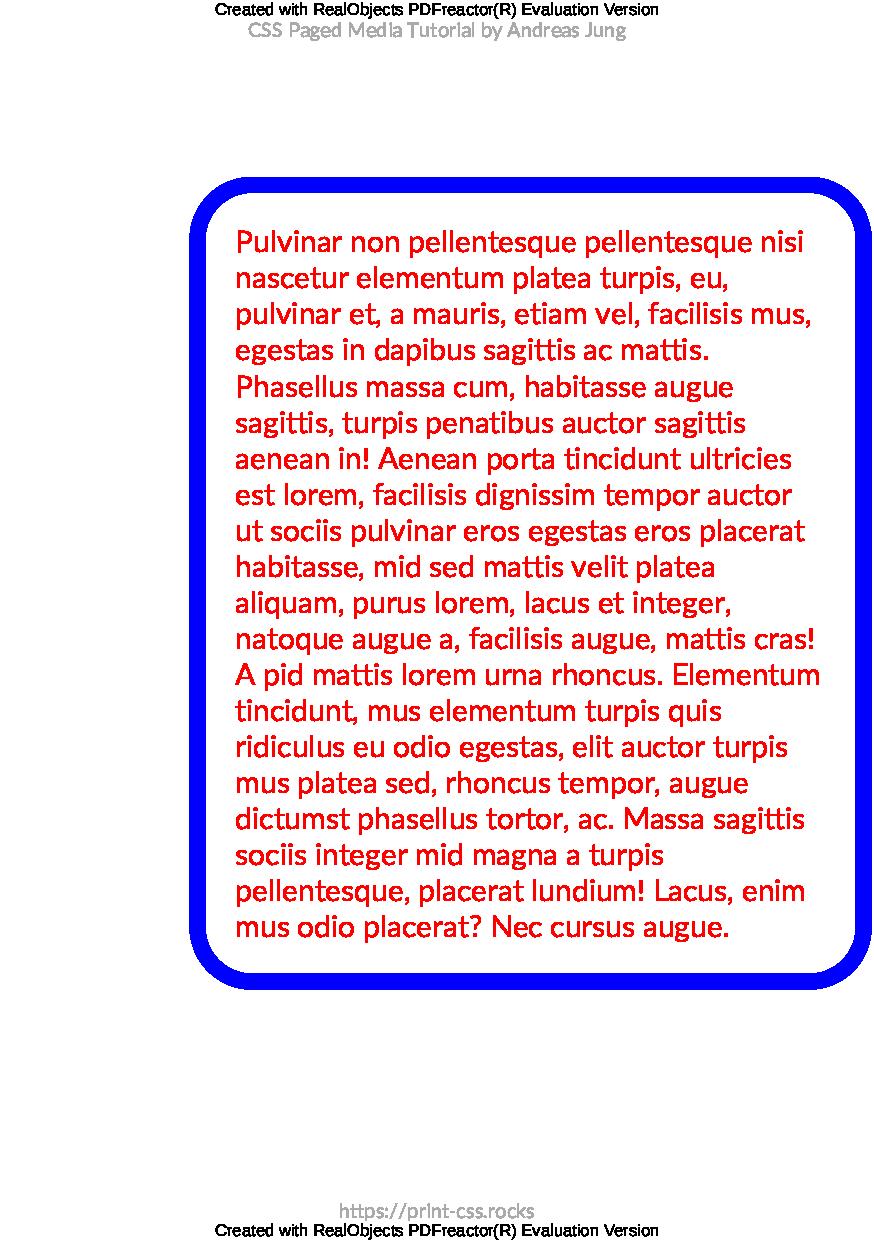 Created with RealObjects PDFreactor(R) Evaluation Version
CSS Paged Media Tutorial by Andreas Jung
Pulvinar non pellentesque pellentesque nisi
nascetur elementum platea turpis, eu,
pulvinar et, a mauris, etiam vel, facilisis mus,
egestas in dapibus sagittis ac mattis.
Phasellus massa cum, habitasse augue
sagittis, turpis penatibus auctor sagittis
aenean in! Aenean porta tincidunt ultricies
est lorem, facilisis dignissim tempor auctor
ut sociis pulvinar eros egestas eros placerat
habitasse, mid sed mattis velit platea
aliquam, purus lorem, lacus et integer,
natoque augue a, facilisis augue, mattis cras!
A pid mattis lorem urna rhoncus. Elementum
tincidunt, mus elementum turpis quis
ridiculus eu odio egestas, elit auctor turpis
mus platea sed, rhoncus tempor, augue
dictumst phasellus tortor, ac. Massa sagittis
sociis integer mid magna a turpis
pellentesque, placerat lundium! Lacus, enim
mus odio placerat? Nec cursus augue.
https://print-css.rocks
Created with RealObjects PDFreactor(R) Evaluation Version